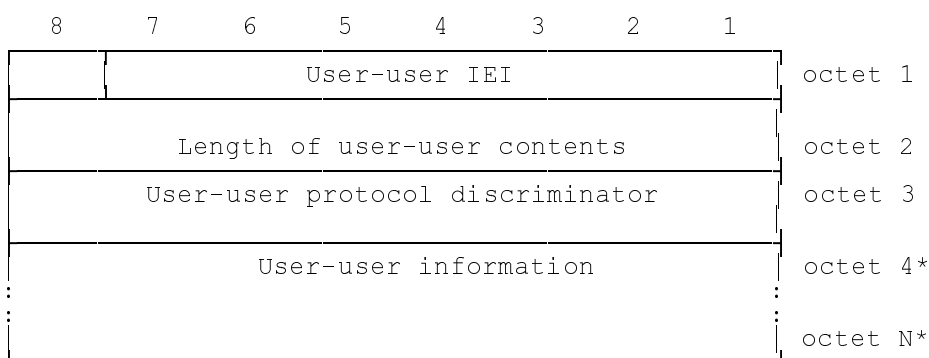 8 7 6 5 4 3 2 1
User-user IEI octet 1
Length of user-user contents octet 2
User-user protocol discriminator octet 3
User-user information octet 4*
:
:
octet N*